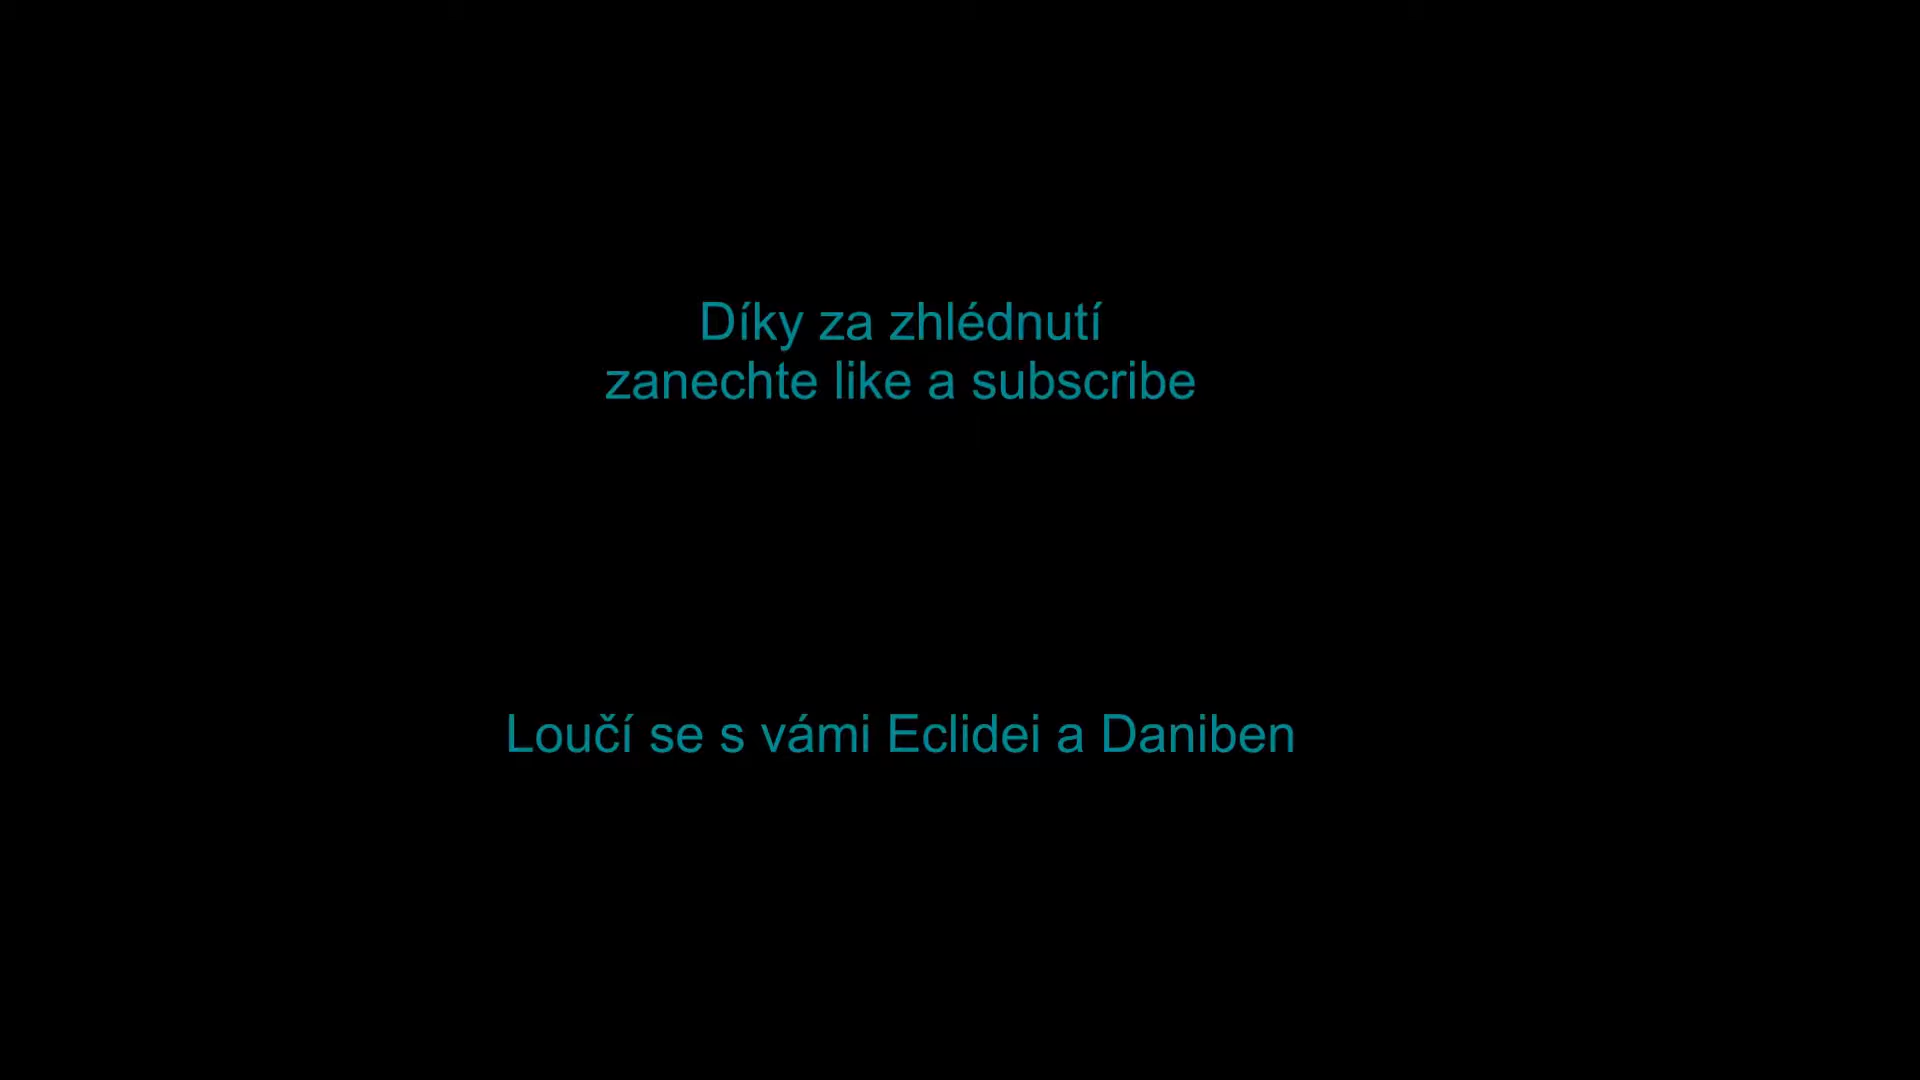 Díky za zhlédnutí
zanechte like a subscribe
Loučí se s vámi Eclidei a Daniben